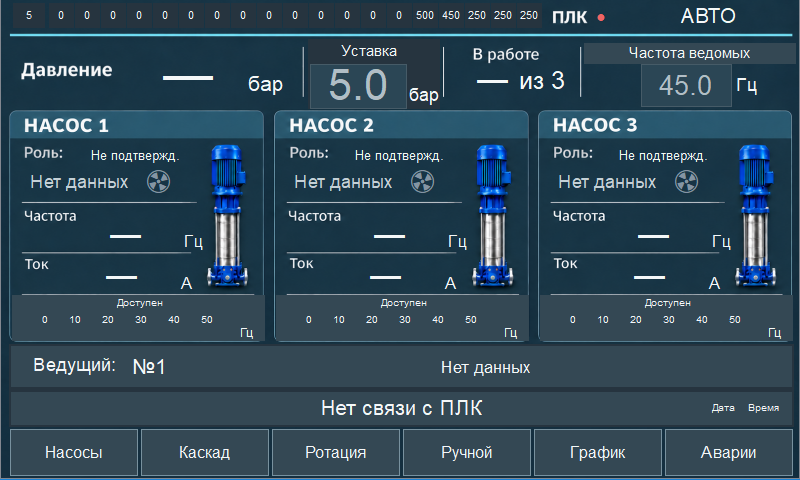 5 0 0 0 0 0 0 0 0 0 0 0 0 0 0 500 450 250 250 250 ПЛК АВТО
Давление — бар Уставка 5.0 бар В работе — из 3 Частота ведомых 45.0 Гц
НАСОС 1 НАСОС 2 НАСОС 3
Роль: Не подтвержд. Роль: Не подтвержд. Роль: Не подтвержд.
Нет данных Нет данных Нет данных
Частота Частота Частота
— Гц — Гц — Гц
Ток Ток Ток
— А — А — А
Доступен Доступен Доступен
0 10 20 30 40 50 0 10 20 30 40 50 0 10 20 30 40 50
Гц Гц Гц
Ведущий: №1 Нет данных
Нет связи с ПЛК Дата Время
Насосы Каскад Ротация Ручной График Аварии